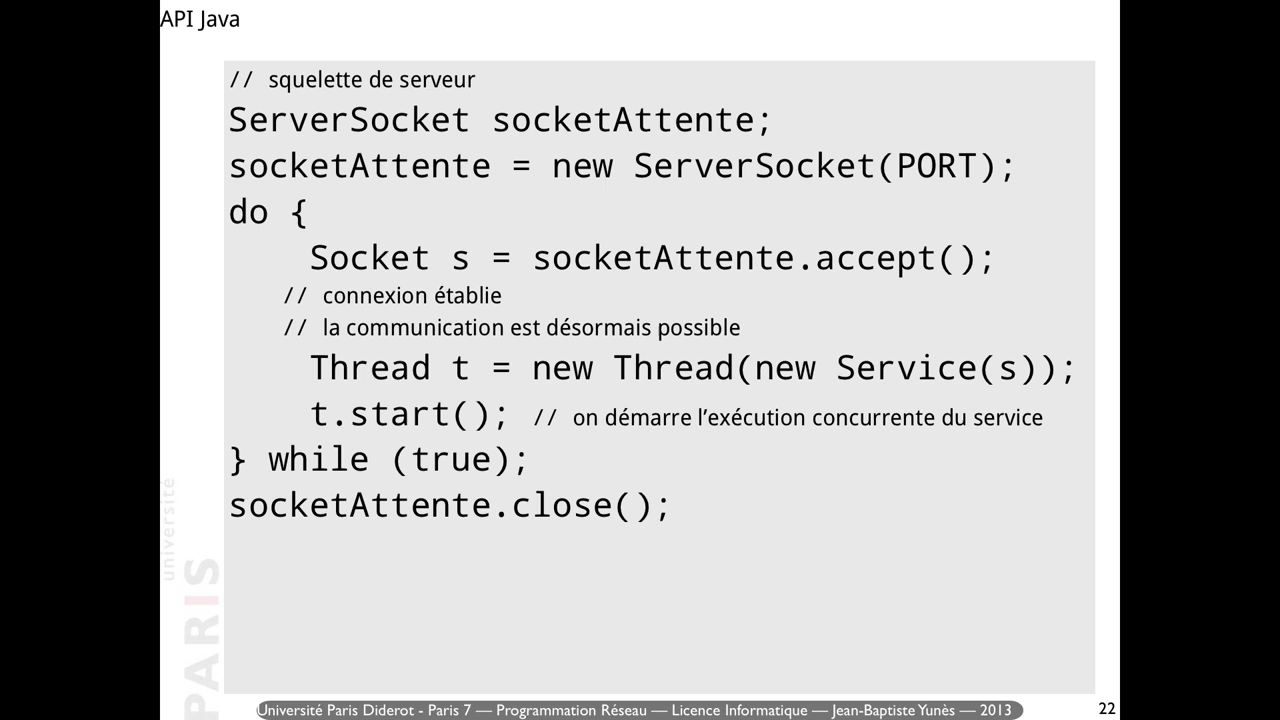 API Java
// squelette de serveur
ServerSocket socketAttente;
socketAttente = new ServerSocket(PORT);
do {
    Socket s = socketAttente.accept();
    // connexion établie
    // la communication est désormais possible
    Thread t = new Thread(new Service(s));
    t.start(); // on démarre l’exécution concurrente du service
} while (true);
socketAttente.close();
université
PARIS
Université Paris Diderot - Paris 7 — Programmation Réseau — Licence Informatique — Jean-Baptiste Yunès — 2013
22